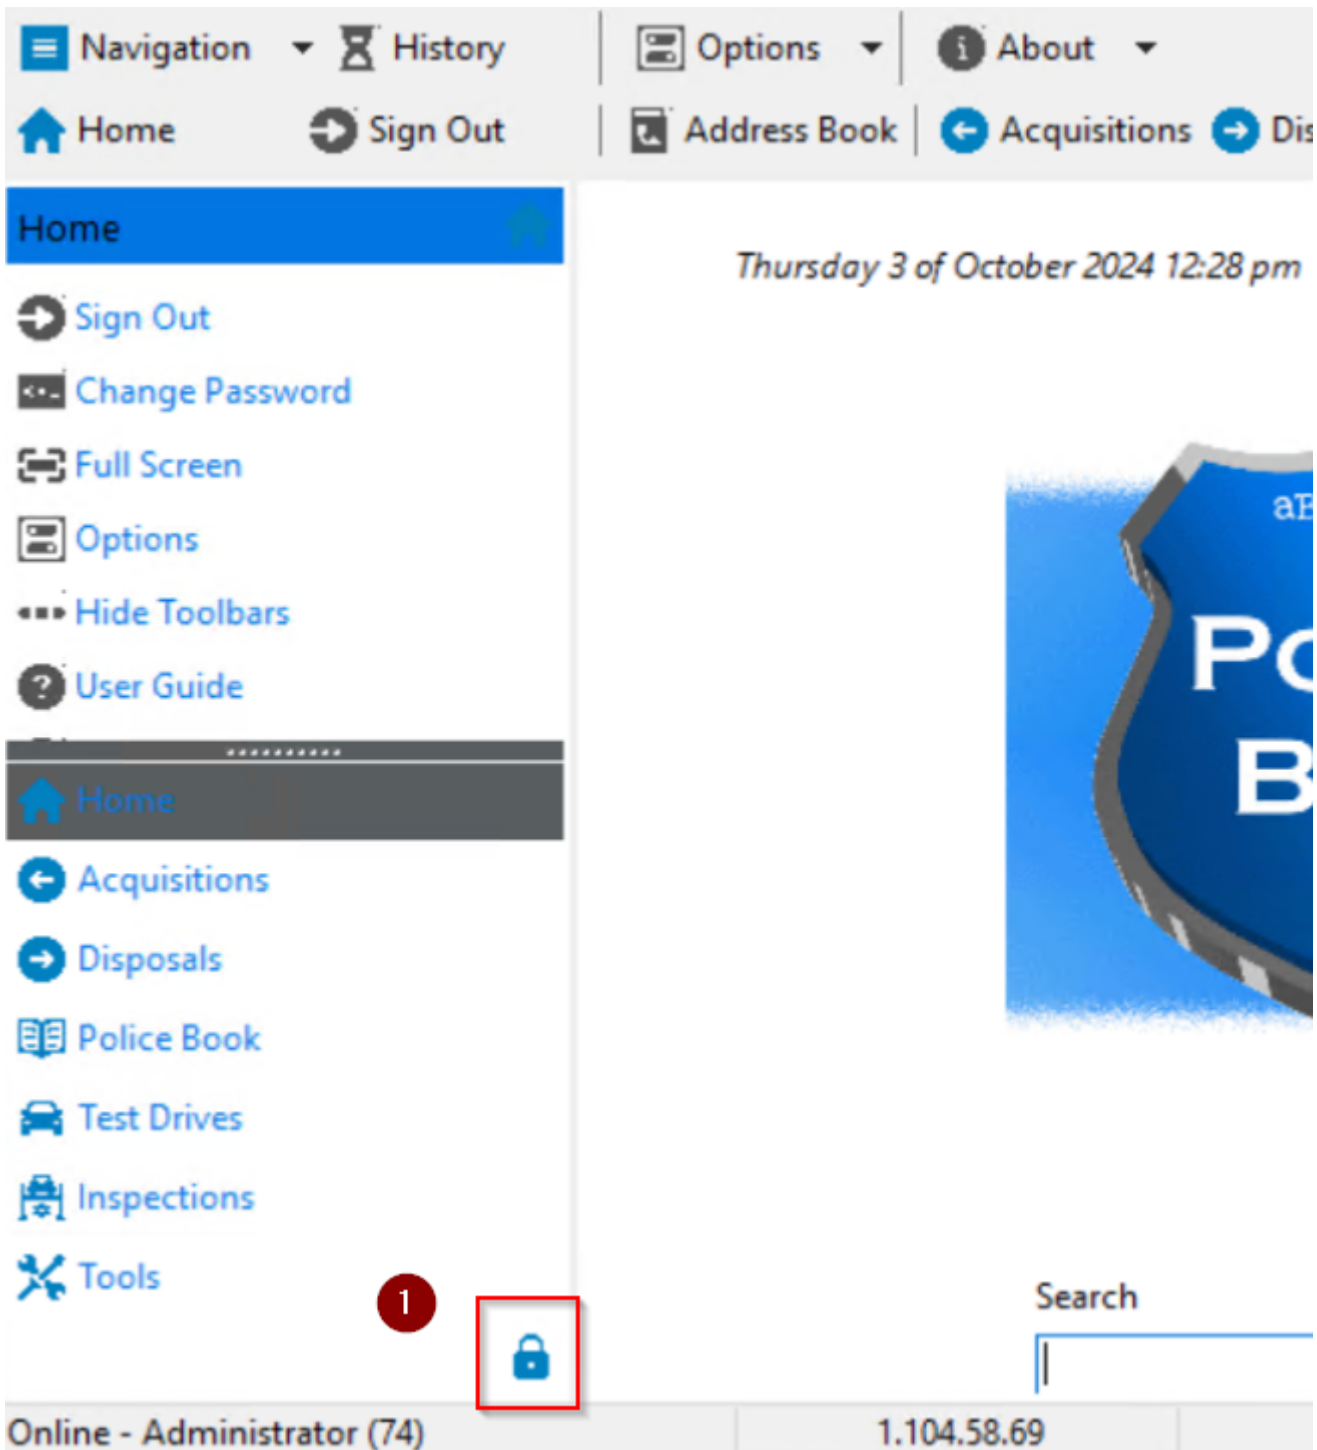 Navigation History Options About
Home Sign Out Address Book Acquisitions
Home
Thursday 3 of October 2024 12:28 pm
Sign Out
Change Password
Full Screen
Options
Hide Toolbars
User Guide
Home
Acquisitions
Disposals
Police Book
Test Drives
Inspections
Tools
1
Search
Online - Administrator (74) 1.104.58.69